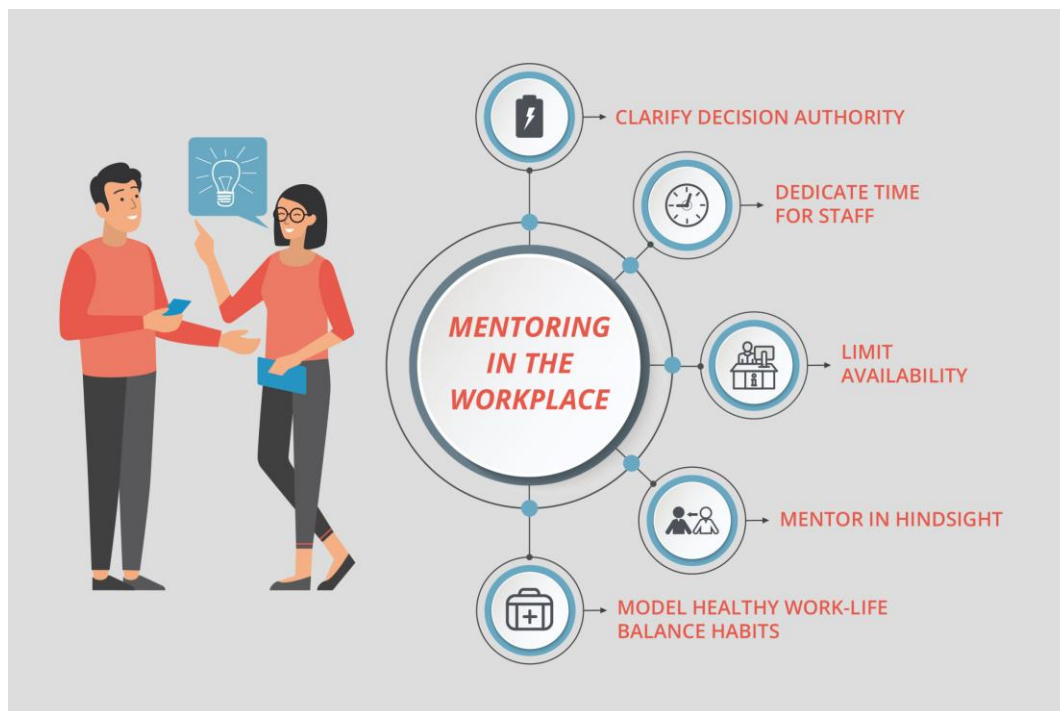 CLARIFY DECISION AUTHORITY
DEDICATE TIME
FOR STAFF
MENTORING
IN THE
WORKPLACE
LIMIT
AVAILABILITY
MENTOR IN HINDSIGHT
MODEL HEALTHY WORK-LIFE
BALANCE HABITS